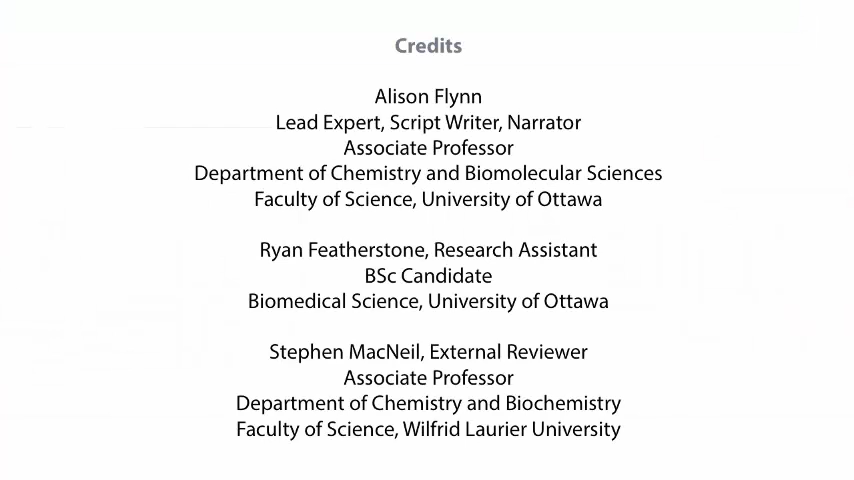 Credits
Alison Flynn
Lead Expert, Script Writer, Narrator
Associate Professor
Department of Chemistry and Biomolecular Sciences
Faculty of Science, University of Ottawa
Ryan Featherstone, Research Assistant
BSc Candidate
Biomedical Science, University of Ottawa
Stephen MacNeil, External Reviewer
Associate Professor
Department of Chemistry and Biochemistry
Faculty of Science, Wilfrid Laurier University